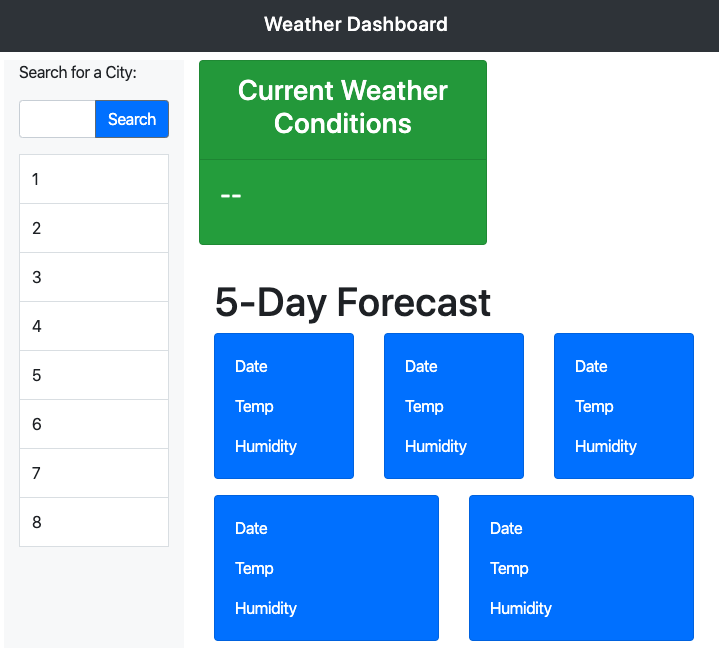 Weather Dashboard
Search for a City:
Search
1
2
3
4
5
6
7
8
Current Weather
Conditions
--
5-Day Forecast
Date
Temp
Humidity
Date
Temp
Humidity
Date
Temp
Humidity
Date
Temp
Humidity
Date
Temp
Humidity